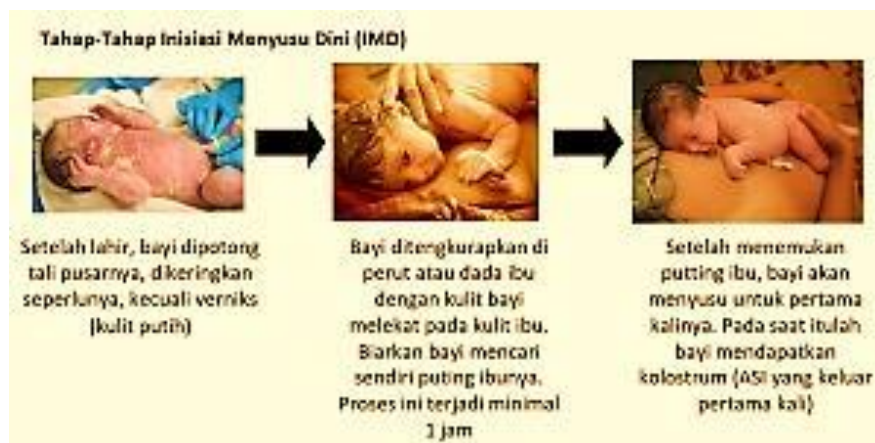 Tahap-Tahap Inisiasi Menyusu Dini (IMD)
Setelah lahir, bayi dipotong
tali pusarnya, dikeringkan
seperlunya, kecuali verniks
(kulit putih)
Bayi ditengkurapkan di
perut atau dada ibu
dengan kulit bayi
melekat pada kulit ibu.
Biarkan bayi mencari
sendiri puting ibunya.
Proses ini terjadi minimal
1 jam
Setelah menemukan
putting ibu, bayi akan
menyusu untuk pertama
kalinya. Pada saat itulah
bayi mendapatkan
kolostrum (ASI yang keluar
pertama kali)